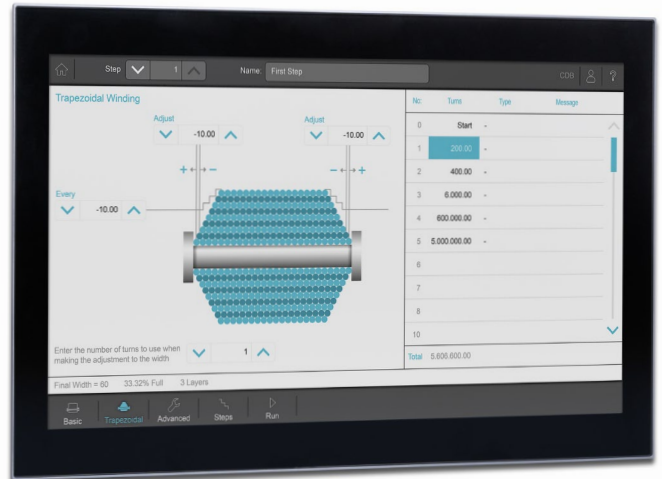 Step 1 Name: First Step CDB ?
Trapezoidal Winding
No: Turns Type Message
Adjust Adjust
-10.00 -10.00
0 Start -
1 200.00 -
+ - - +
2 400.00 -
Every
-10.00
3 6.000.00 -
4 600.000.00 -
5 5.000.000.00 -
6
7
8
10
Enter the number of turns to use when
making the adjustment to the width
1
Total 5.606.600.00
Final Width = 60 33.32% Full 3 Layers
Basic Trapezoidal Advanced Steps Run